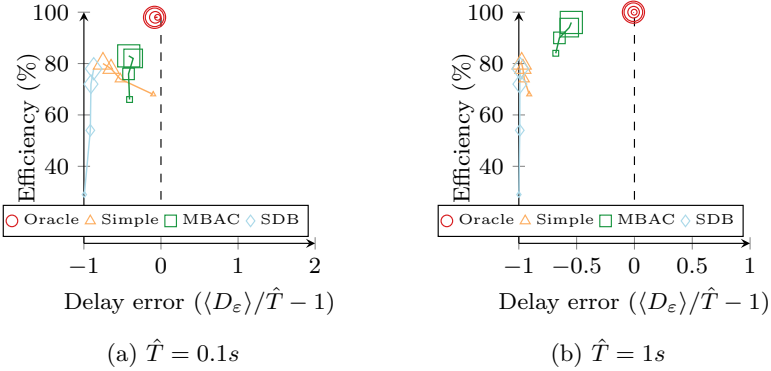 100
80
60
40
Efficiency (%)
Oracle Simple MBAC SDB
−1 0 1 2
Delay error (⟨D_ε⟩/T̂ − 1)
(a) T̂ = 0.1s
100
80
60
40
Efficiency (%)
Oracle Simple MBAC SDB
−1 −0.5 0 0.5 1
Delay error (⟨D_ε⟩/T̂ − 1)
(b) T̂ = 1s